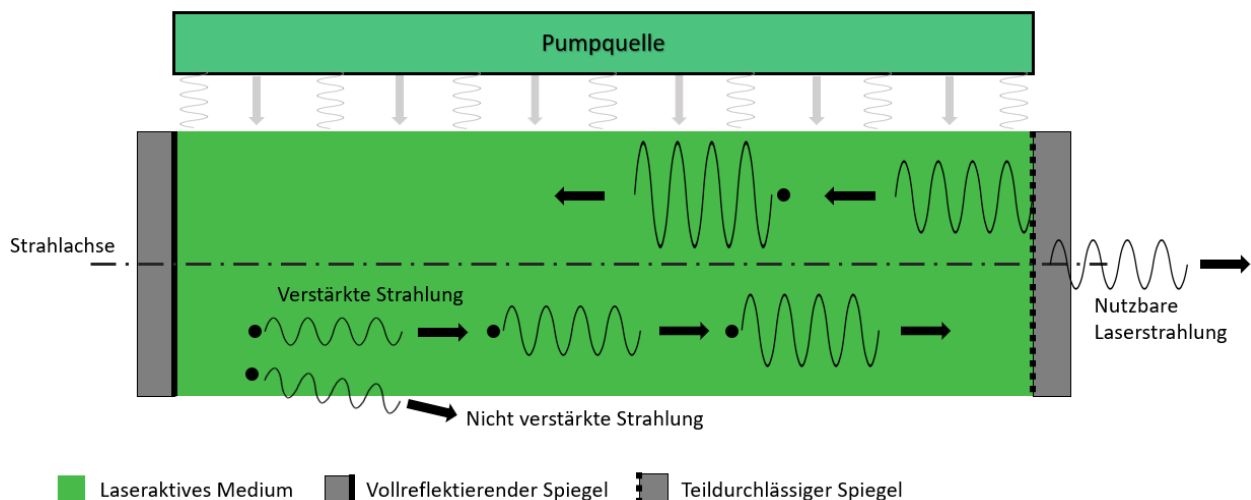 Pumpquelle
Strahlachse
Verstärkte Strahlung
Nutzbare
Laserstrahlung
Nicht verstärkte Strahlung
Laseraktives Medium
Vollreflektierender Spiegel
Teildurchlässiger Spiegel